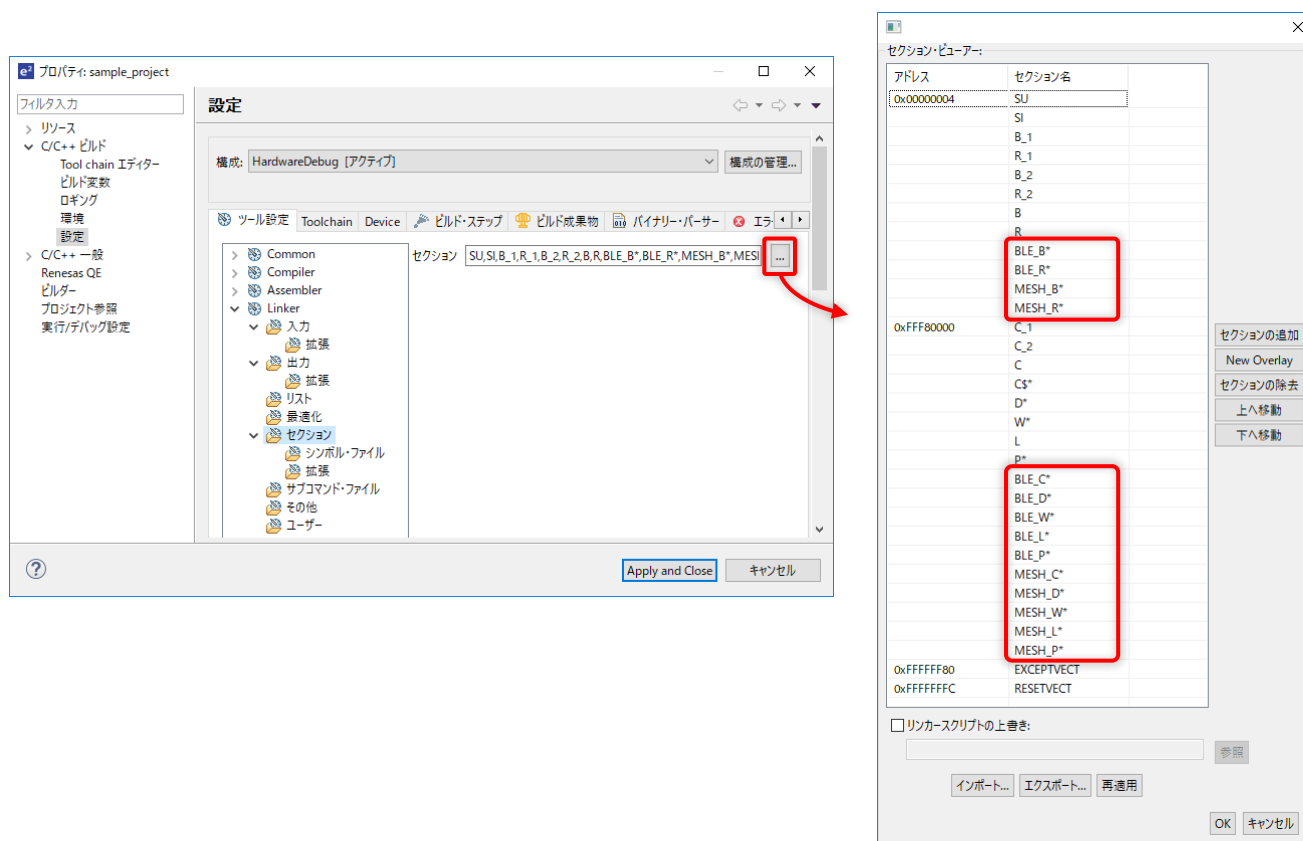 プロパティ: sample_project
フィルタ入力
リソース
C/C++ ビルド
Tool chain エディター
ビルド変数
ロギング
環境
設定
C/C++ 一般
Renesas QE
ビルダー
プロジェクト参照
実行/デバッグ設定
設定
構成: HardwareDebug [アクティブ] 構成の管理...
ツール設定 Toolchain Device ビルド・ステップ ビルド成果物 バイナリー・パーサー エラ
Common
Compiler
Assembler
Linker
入力
拡張
出力
拡張
リスト
最適化
セクション
シンボル・ファイル
拡張
サブコマンド・ファイル
その他
ユーザー
セクション SU,SI,B_1,R_1,B_2,R_2,B,R,BLE_B*,BLE_R*,MESH_B*,MESI ...
Apply and Close キャンセル
セクション・ビューアー:
アドレス セクション名
0x00000004 SU
SI
B_1
R_1
B_2
R_2
B
R
BLE_B*
BLE_R*
MESH_B*
MESH_R*
0xFFF80000 C_1
C_2
C
C$*
D*
W*
L
P*
BLE_C*
BLE_D*
BLE_W*
BLE_L*
BLE_P*
MESH_C*
MESH_D*
MESH_W*
MESH_L*
MESH_P*
0xFFFFFF80 EXCEPTVECT
0xFFFFFFFC RESETVECT
セクションの追加
New Overlay
セクションの除去
上へ移動
下へ移動
リンカースクリプトの上書き:
参照
インポート... エクスポート... 再適用
OK キャンセル